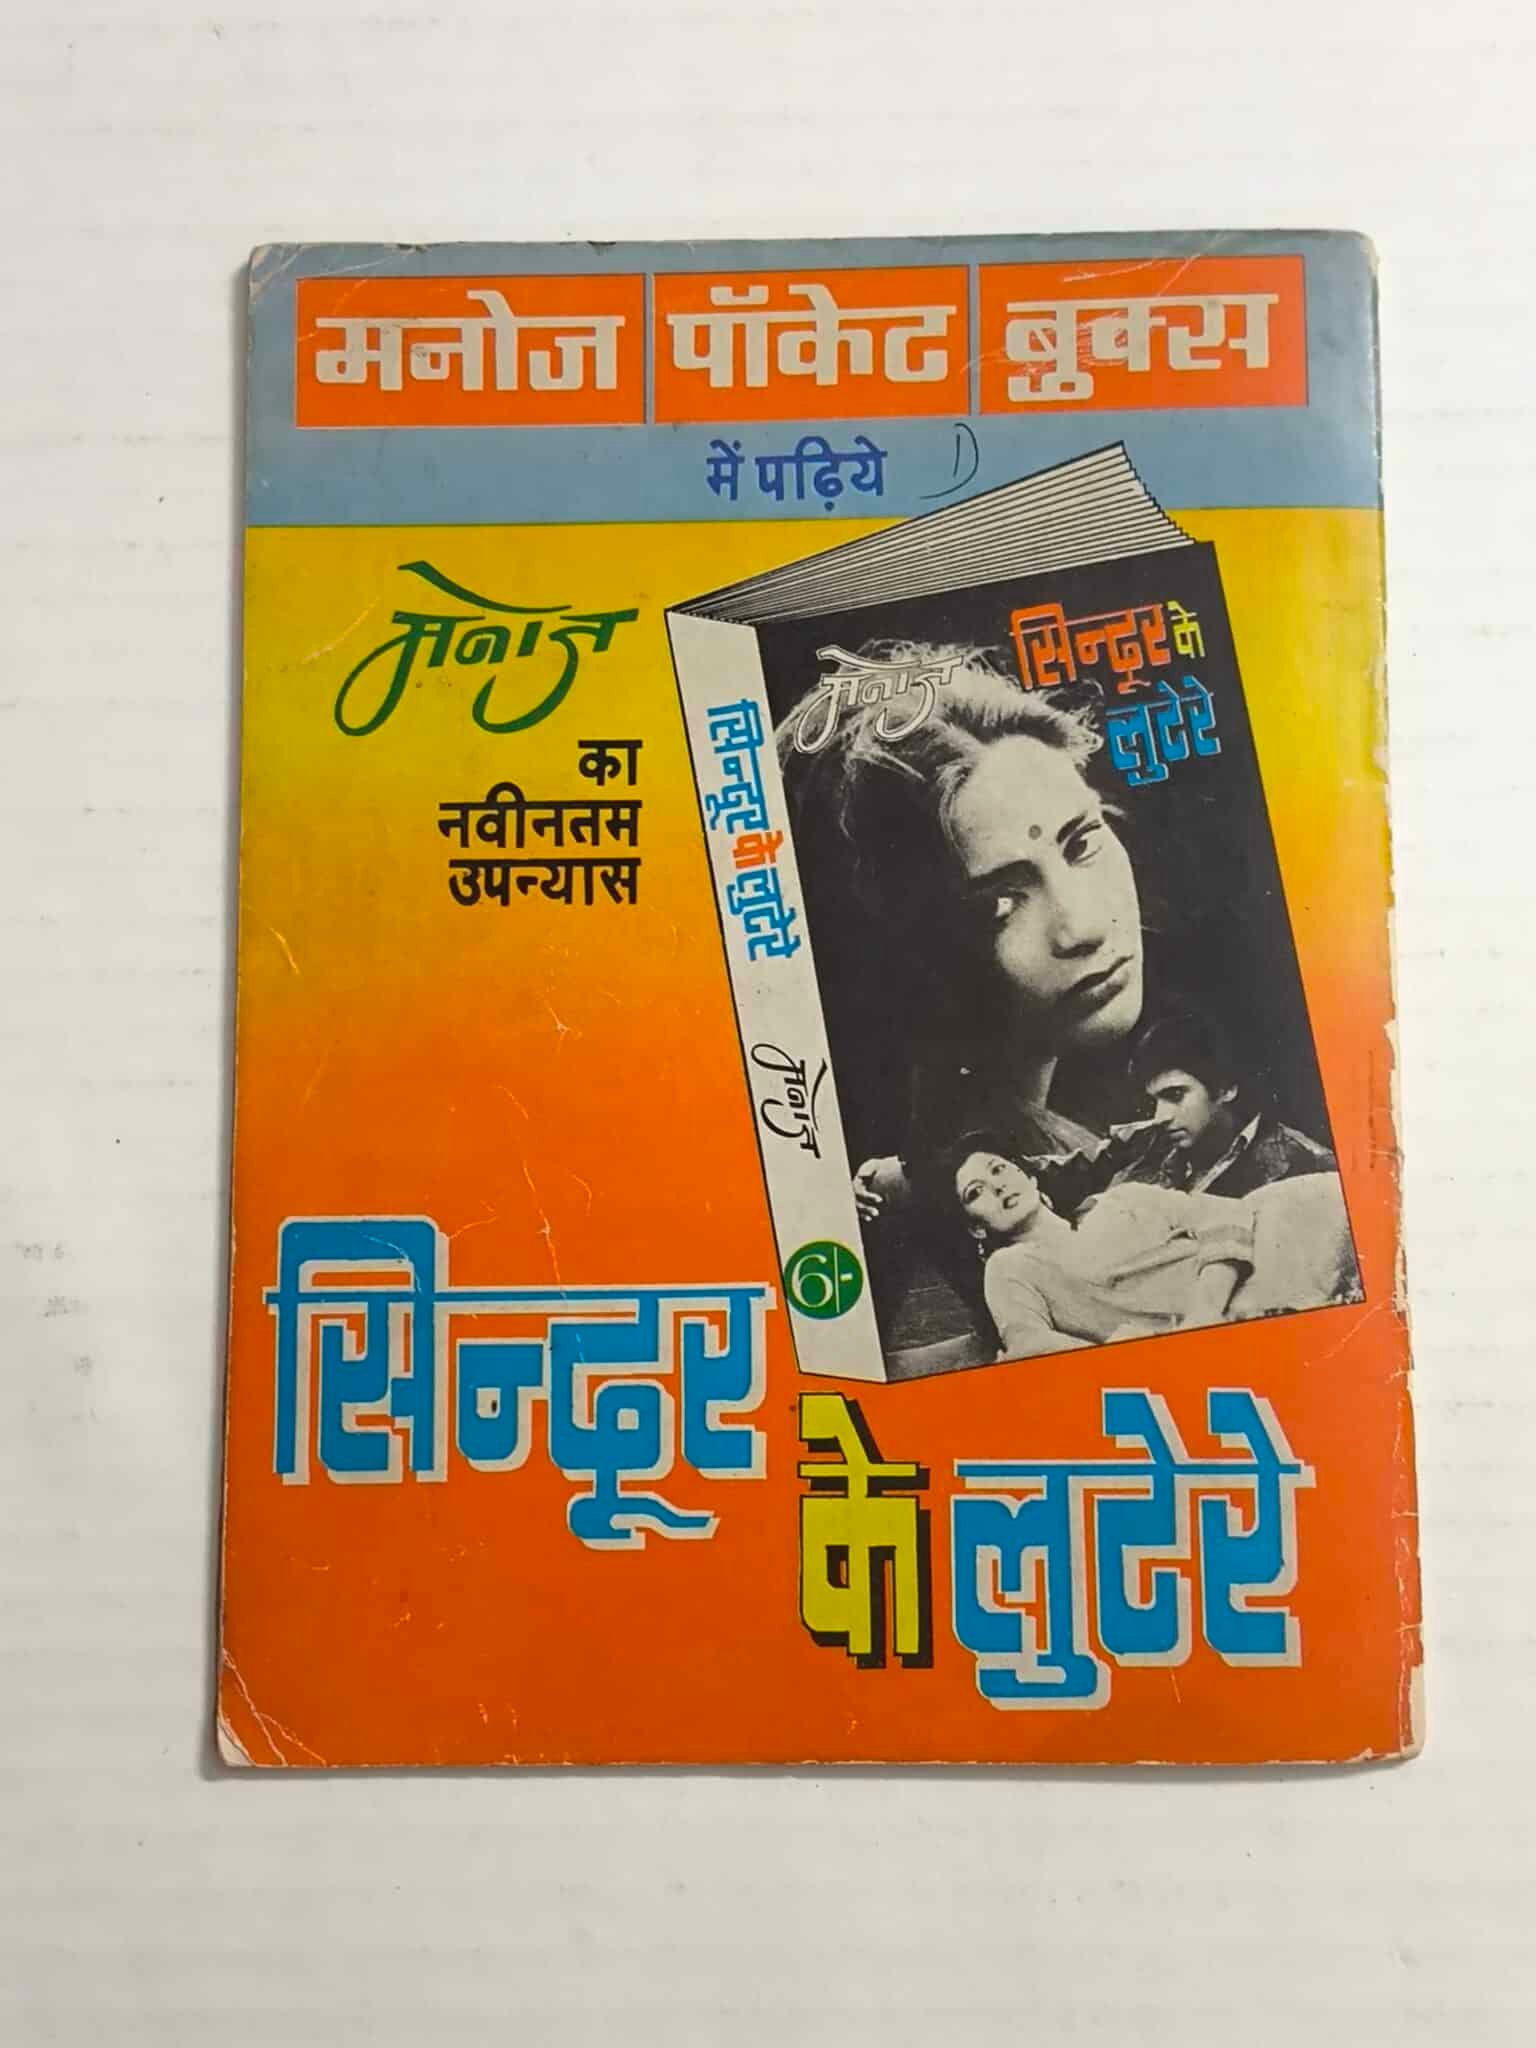 मनोज पॉकेट बुक्स
में पढ़िये
D
मनोज
का
नवीनतम
उपन्यास
मनोज
सिन्दूर के
लुटेरे
सिन्दूर के लुटेरे
मनोज
6/-
सिन्दूर
के लुटेरे